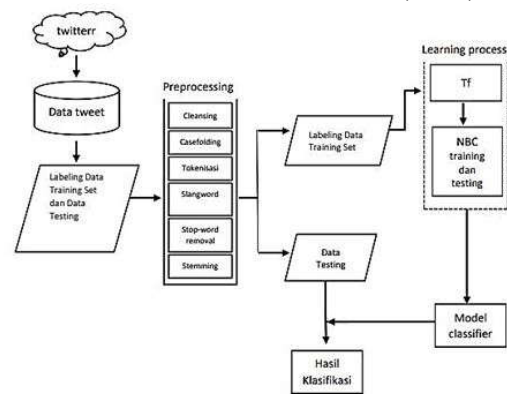 twitterr
Data tweet
Labeling Data
Training Set
dan Data
Testing
Preprocessing
Cleansing
Casefolding
Tokenisasi
Slangword
Stop-word
removal
Stemming
Labeling Data
Training Set
Data
Testing
Learning process
Tf
NBC
training
dan
testing
Model
classifier
Hasil
Klasifikasi